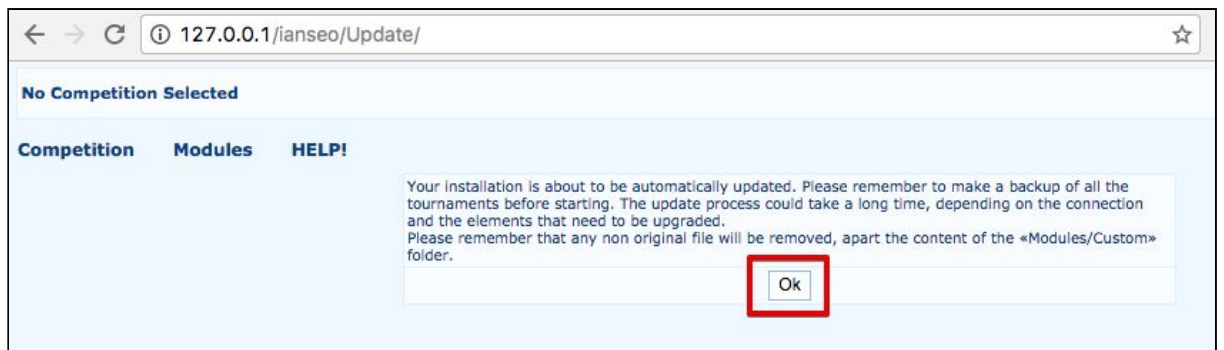 127.0.0.1/ianseo/Update/
No Competition Selected
Competition Modules HELP!
Your installation is about to be automatically updated. Please remember to make a backup of all the
tournaments before starting. The update process could take a long time, depending on the connection
and the elements that need to be upgraded.
Please remember that any non original file will be removed, apart the content of the «Modules/Custom»
folder.
Ok